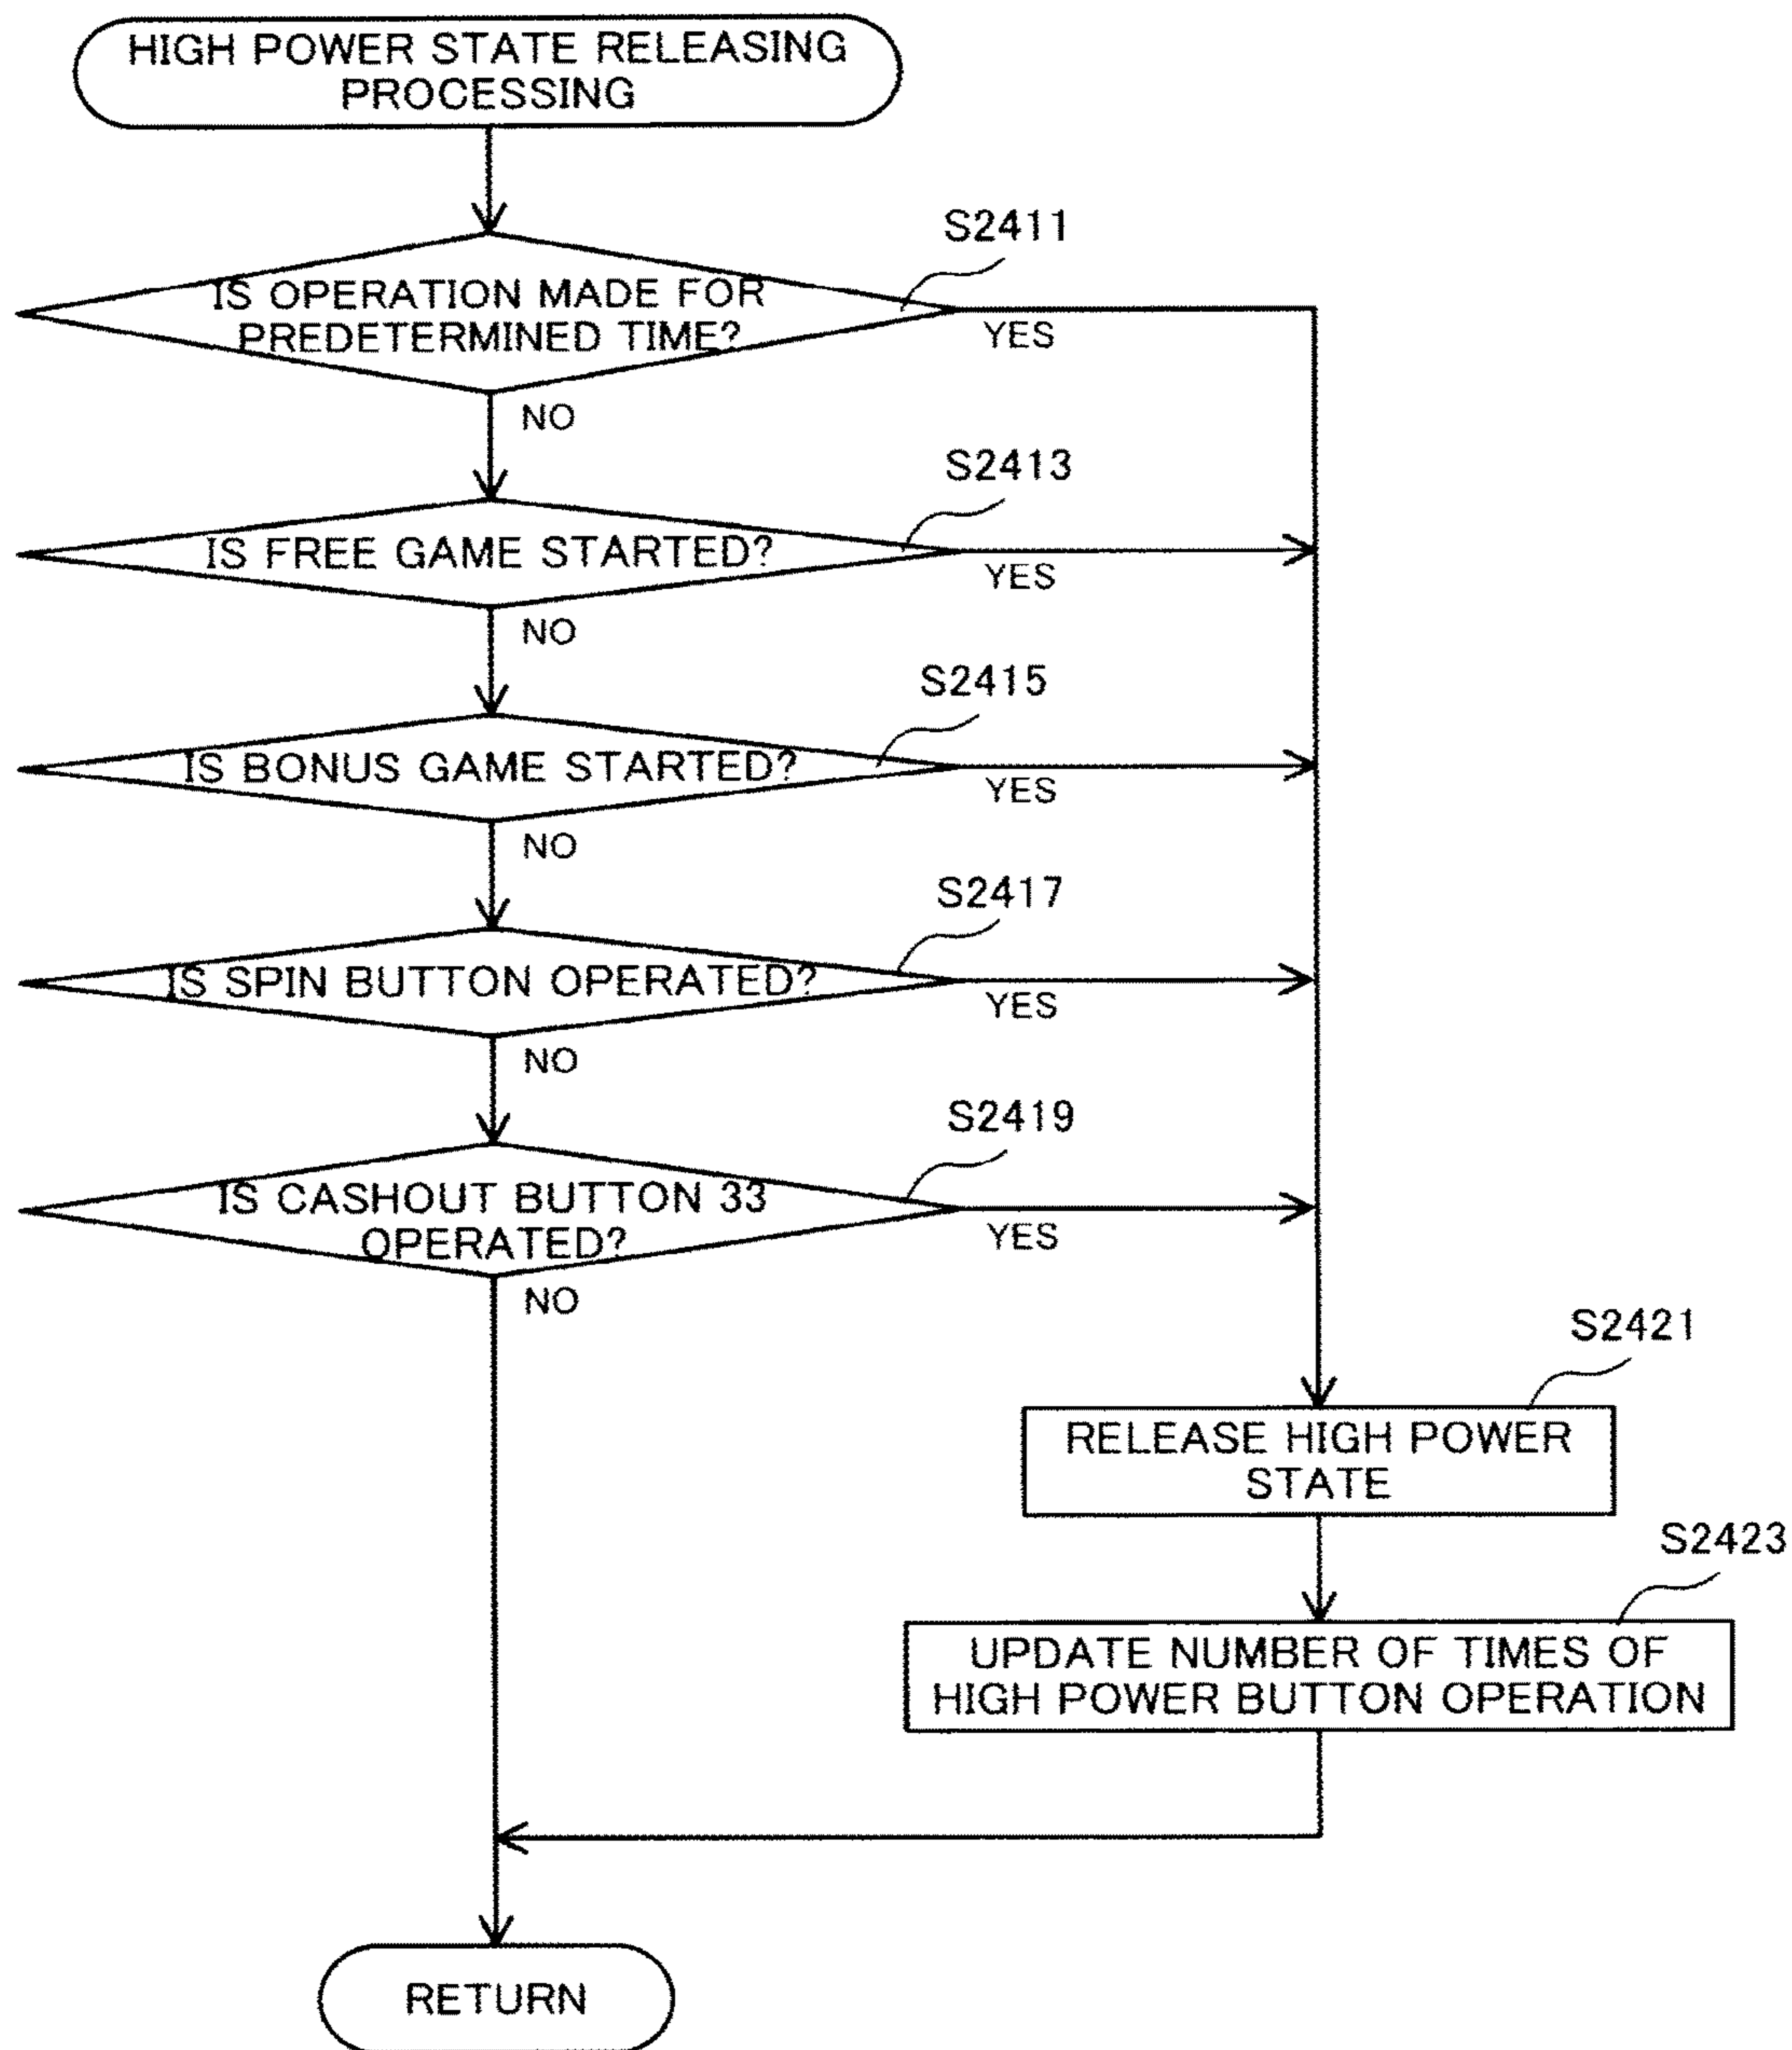 HIGH POWER STATE RELEASING
PROCESSING
S2411
IS OPERATION MADE FOR
PREDETERMINED TIME?
YES
NO
S2413
IS FREE GAME STARTED?
YES
NO
S2415
IS BONUS GAME STARTED?
YES
NO
S2417
IS SPIN BUTTON OPERATED?
YES
NO
S2419
IS CASHOUT BUTTON 33
OPERATED?
YES
NO
S2421
RELEASE HIGH POWER
STATE
S2423
UPDATE NUMBER OF TIMES OF
HIGH POWER BUTTON OPERATION
RETURN